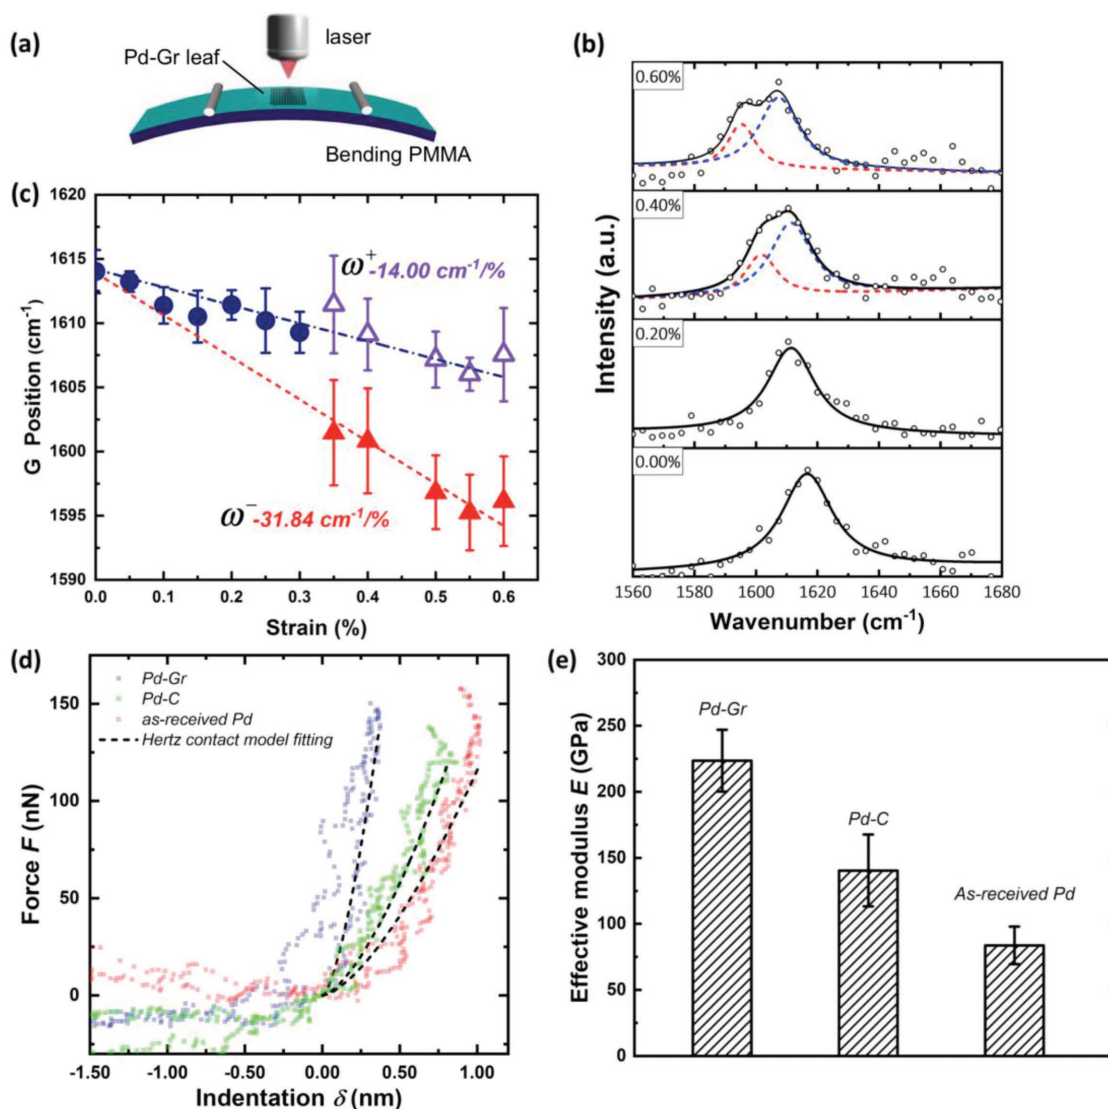 (a)
laser
Pd-Gr leaf
Bending PMMA
(b)
0.60%
0.40%
0.20%
0.00%
Intensity (a.u.)
1560 1580 1600 1620 1640 1660 1680
Wavenumber (cm⁻¹)
(c)
1620
1615
1610
1605
1600
1595
1590
G Position (cm⁻¹)
ω⁺ -14.00 cm⁻¹/%
ω⁻ -31.84 cm⁻¹/%
0.0 0.1 0.2 0.3 0.4 0.5 0.6
Strain (%)
(d)
Pd-Gr
Pd-C
as-received Pd
Hertz contact model fitting
150
100
50
0
Force F (nN)
-1.50 -1.00 -0.50 0.00 0.50 1.00
Indentation δ (nm)
(e)
300
250
200
150
100
50
0
Effective modulus E (GPa)
Pd-Gr
Pd-C
As-received Pd